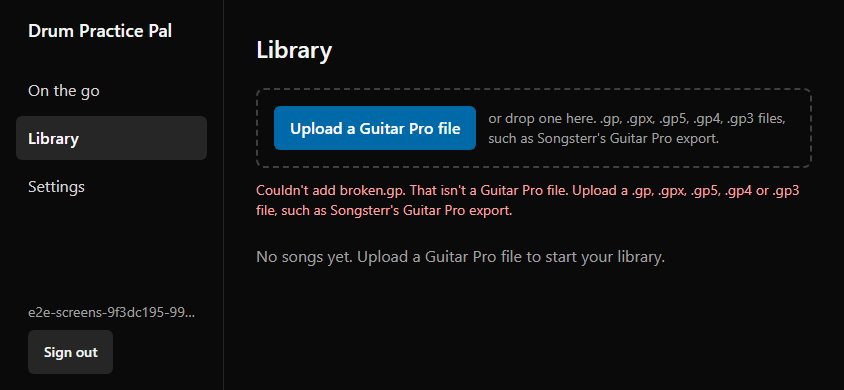 Drum Practice Pal
On the go
Library
Settings
e2e-screens-9f3dc195-99...
Sign out
Library
Upload a Guitar Pro file
or drop one here. .gp, .gpx, .gp5, .gp4, .gp3 files,
such as Songsterr's Guitar Pro export.
Couldn't add broken.gp. That isn't a Guitar Pro file. Upload a .gp, .gpx, .gp5, .gp4 or .gp3
file, such as Songsterr's Guitar Pro export.
No songs yet. Upload a Guitar Pro file to start your library.